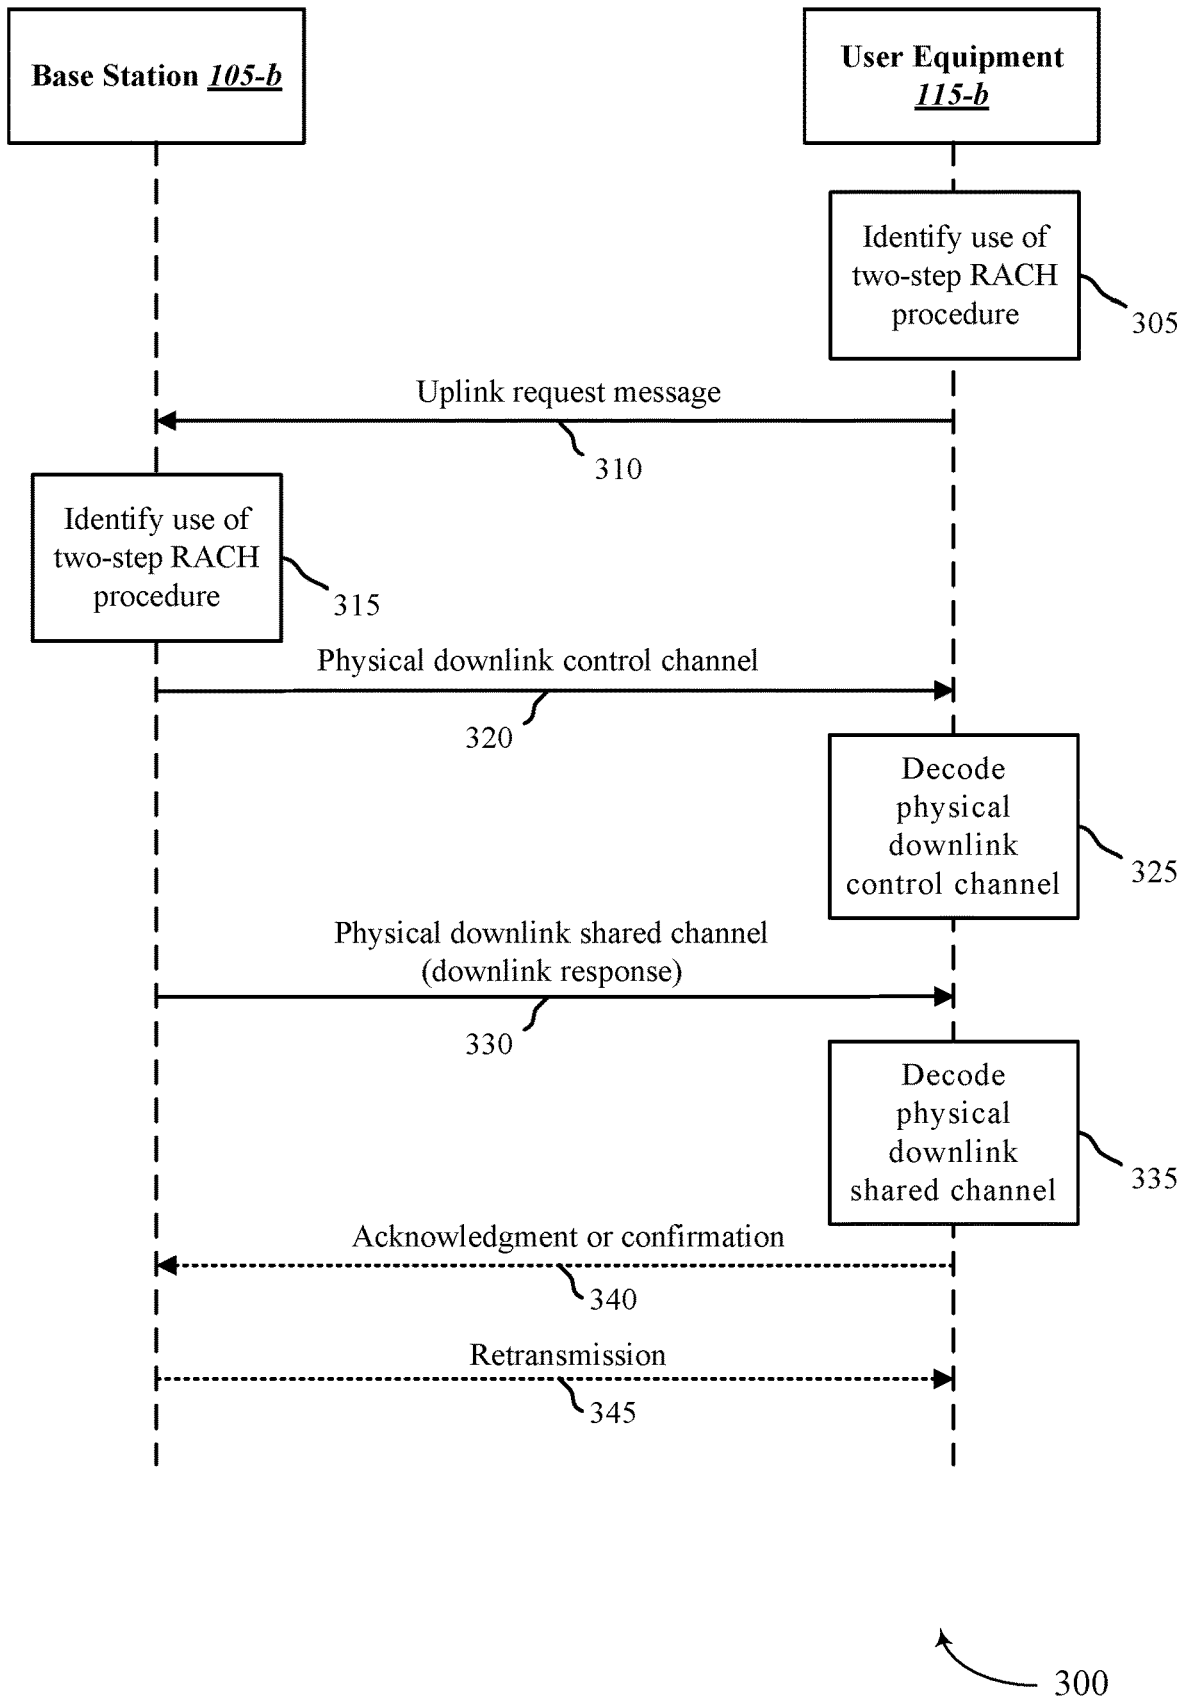 Base Station 105-b
User Equipment
115-b
Identify use of
two-step RACH
procedure
305
Uplink request message
310
Identify use of
two-step RACH
procedure
315
Physical downlink control channel
320
Decode
physical
downlink
control channel
325
Physical downlink shared channel
(downlink response)
330
Decode
physical
downlink
shared channel
335
Acknowledgment or confirmation
340
Retransmission
345
300